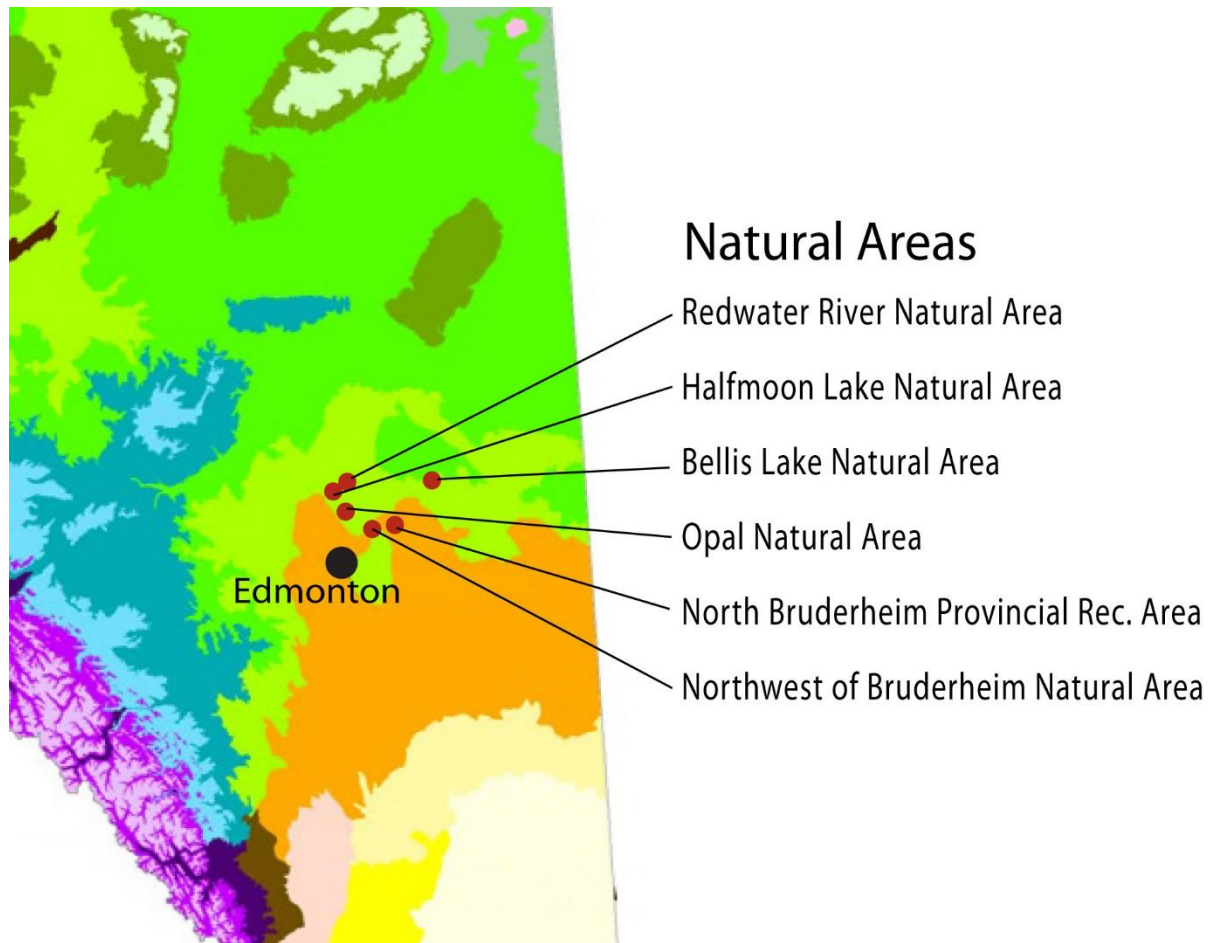 Natural Areas
Redwater River Natural Area
Halfmoon Lake Natural Area
Bellis Lake Natural Area
Opal Natural Area
Edmonton
North Bruderheim Provincial Rec. Area
Northwest of Bruderheim Natural Area